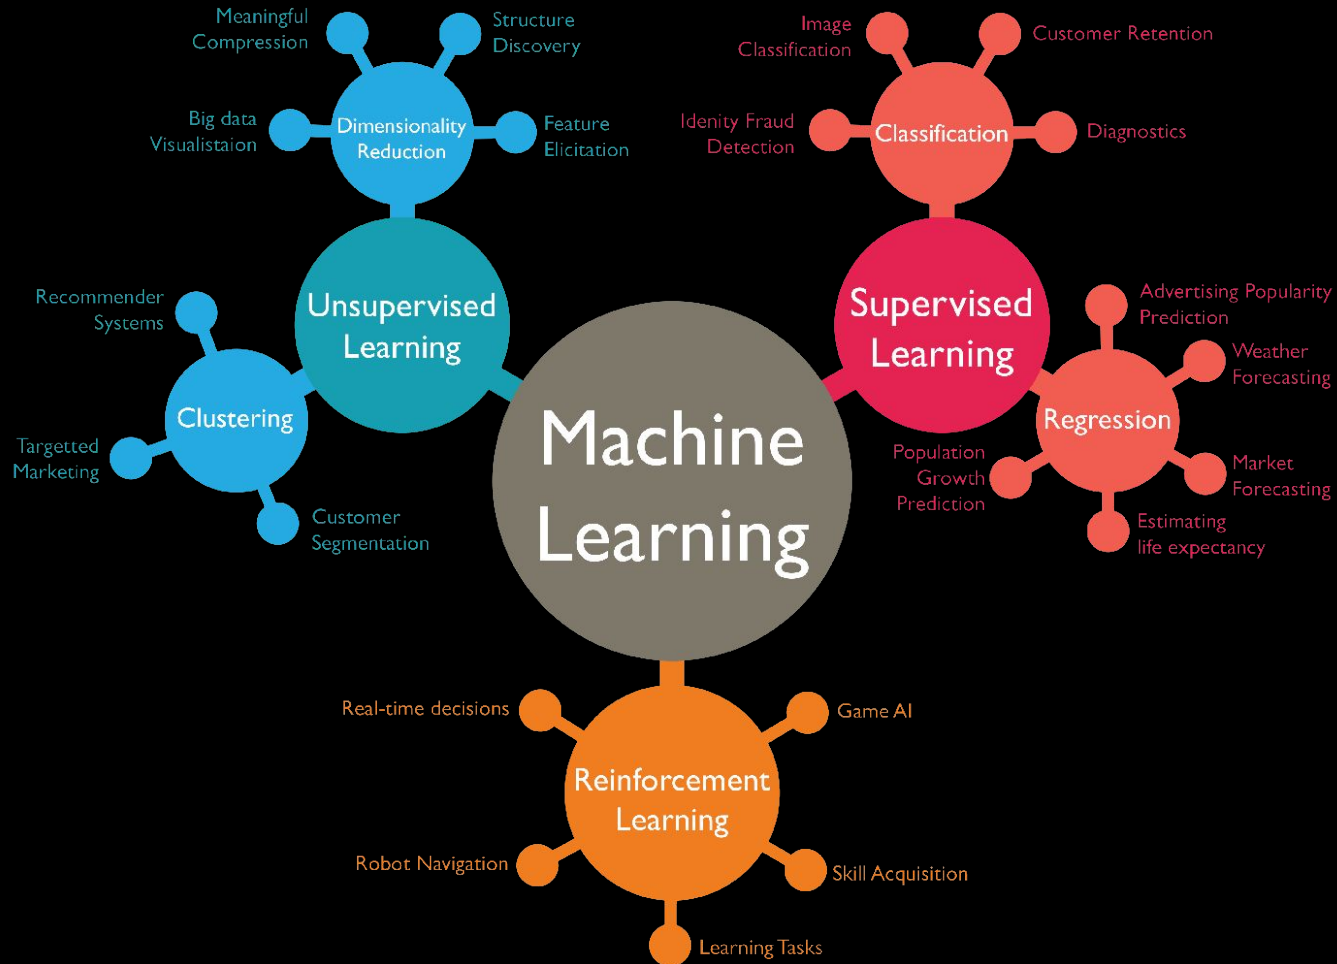 Meaningful
Compression
Structure
Discovery
Big data
Visualistaion
Dimensionality
Reduction
Feature
Elicitation
Image
Classification
Customer Retention
Idenity Fraud
Detection
Classification
Diagnostics
Recommender
Systems
Unsupervised
Learning
Clustering
Targetted
Marketing
Customer
Segmentation
Supervised
Learning
Advertising Popularity
Prediction
Weather
Forecasting
Regression
Population
Growth
Prediction
Market
Forecasting
Estimating
life expectancy
Machine
Learning
Real-time decisions
Game AI
Reinforcement
Learning
Robot Navigation
Skill Acquisition
Learning Tasks